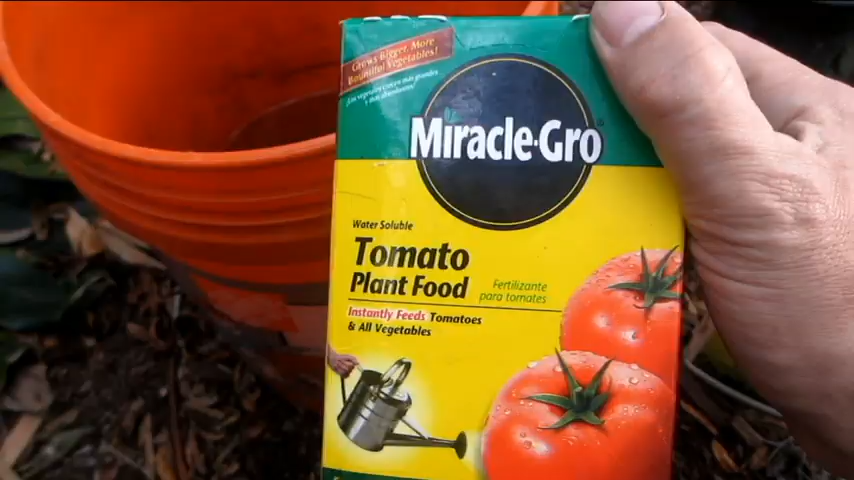 Grows Bigger, More
Bountiful Vegetables!
Miracle-Gro
Water Soluble
Tomato
Plant Food
Fertilizante
para tomates
Instantly Feeds Tomatoes
& All Vegetables